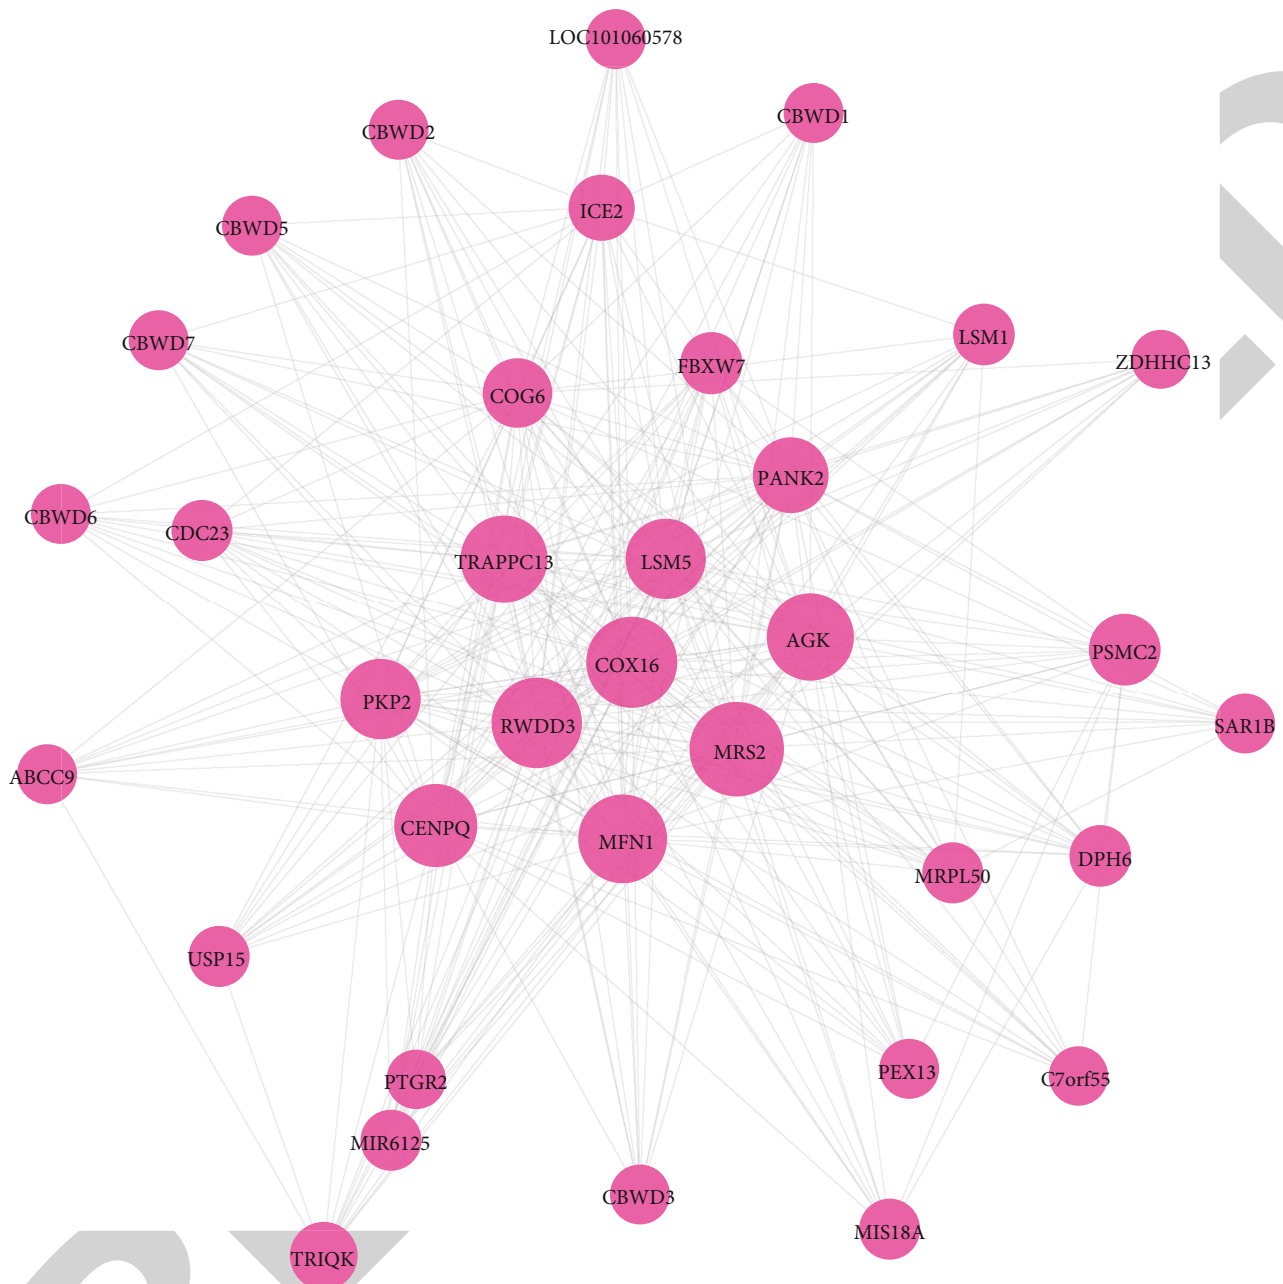 LOC101060578
CBWD1
CBWD2
ICE2
CBWD5
LSM1
CBWD7
ZDHHC13
FBXW7
COG6
PANK2
CBWD6
CDC23
TRAPPC13
LSM5
AGK
PSMC2
COX16
PKP2
RWDD3
SAR1B
MRS2
ABCC9
CENPQ
MFN1
DPH6
MRPL50
USP15
PEX13
C7orf55
PTGR2
MIR6125
CBWD3
MIS18A
TRIQK